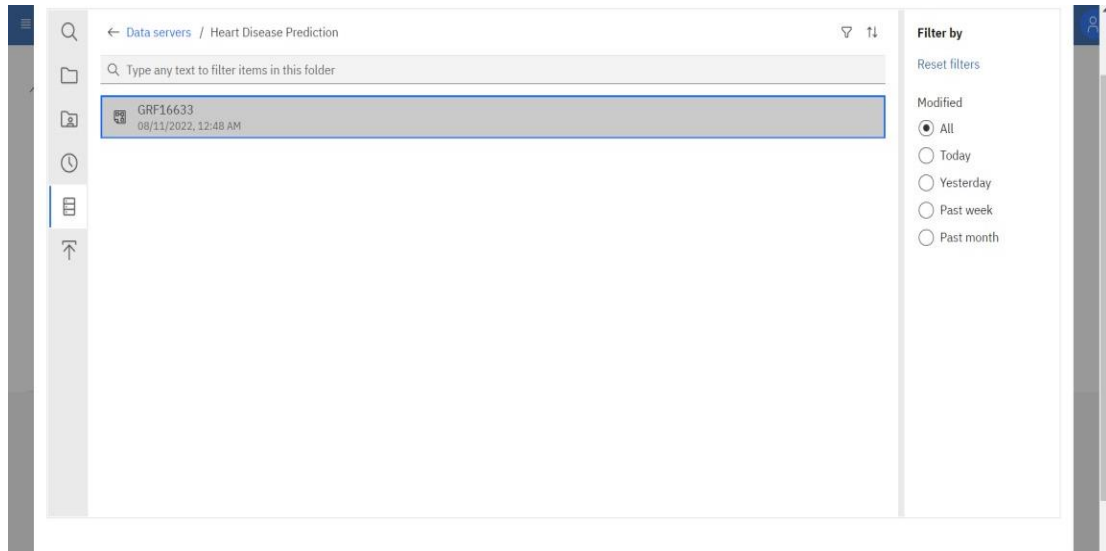 ← Data servers / Heart Disease Prediction
Type any text to filter items in this folder
GRF16633
08/11/2022, 12:48 AM
Filter by
Reset filters
Modified
All
Today
Yesterday
Past week
Past month